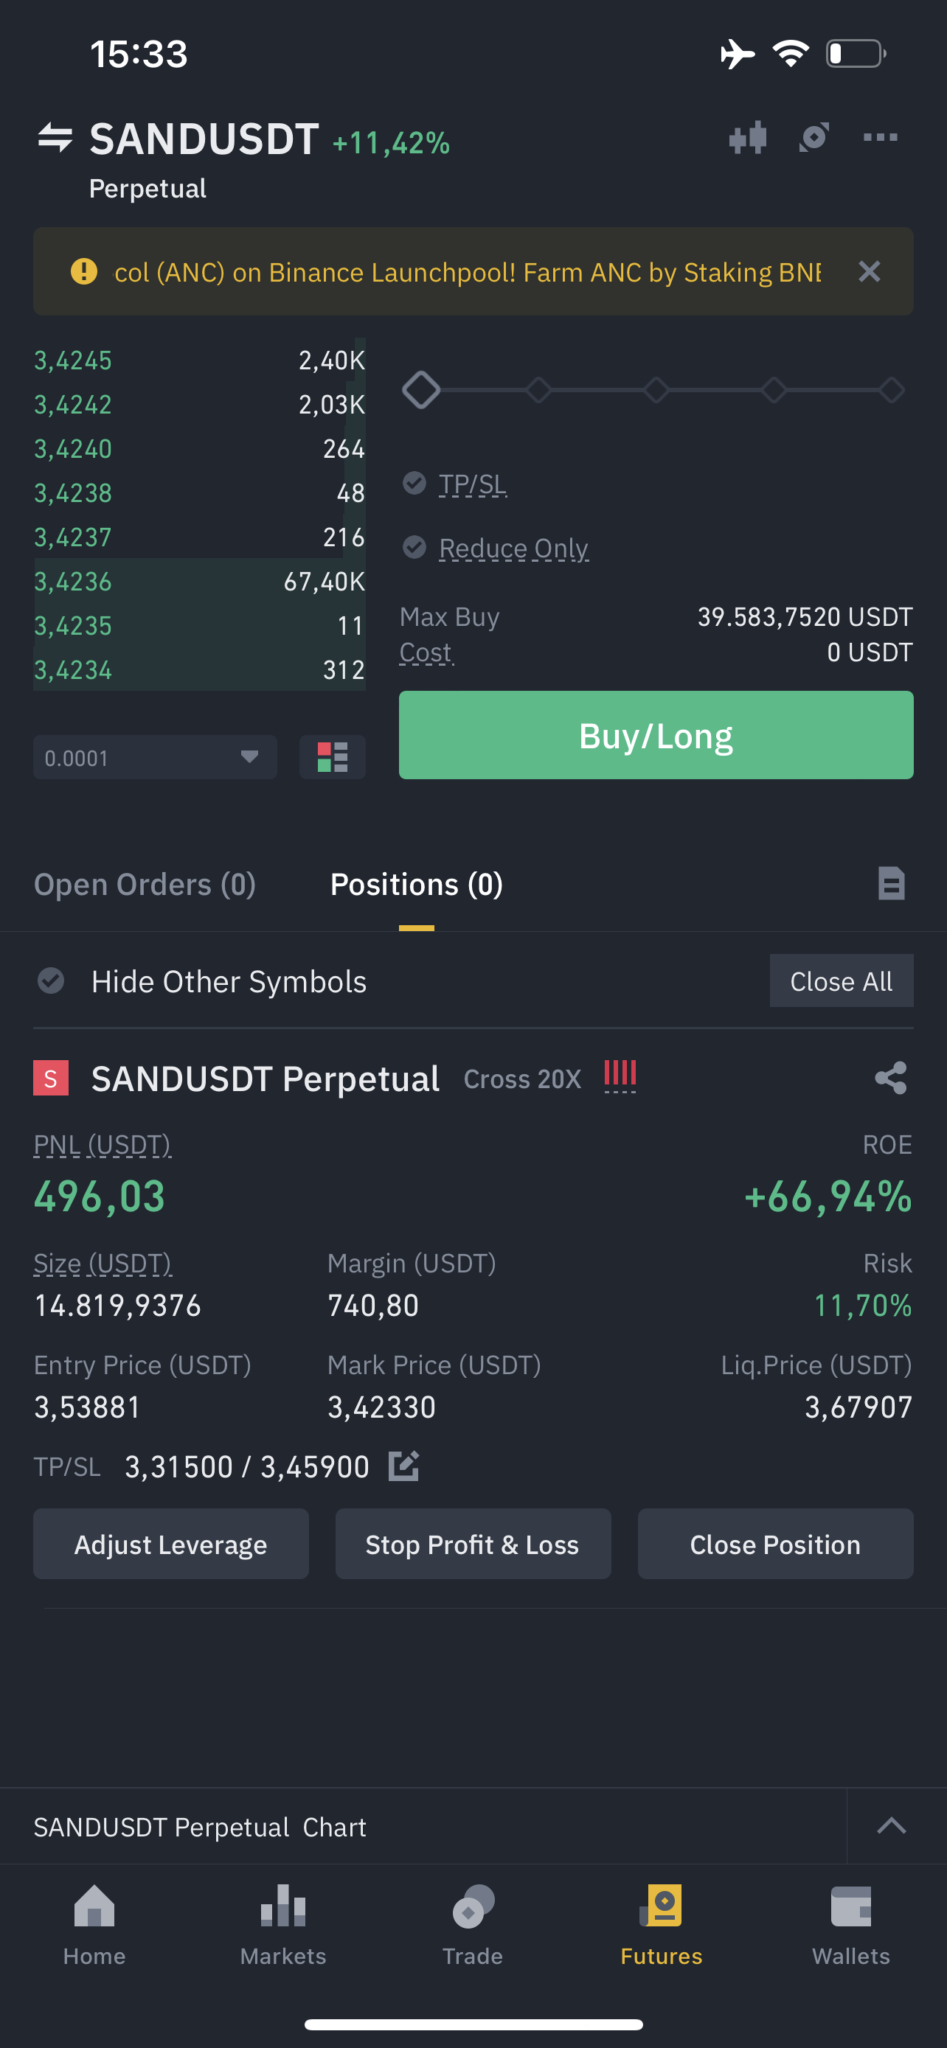 15:33
SANDUSDT +11,42%
Perpetual
col (ANC) on Binance Launchpool! Farm ANC by Staking BNB
3,4245 2,40K
3,4242 2,03K
3,4240 264
3,4238 48
3,4237 216
3,4236 67,40K
3,4235 11
3,4234 312
0.0001
TP/SL
Reduce Only
Max Buy 39.583,7520 USDT
Cost 0 USDT
Buy/Long
Open Orders (0) Positions (0)
Hide Other Symbols Close All
S SANDUSDT Perpetual Cross 20X
PNL (USDT) ROE
496,03 +66,94%
Size (USDT) Margin (USDT) Risk
14.819,9376 740,80 11,70%
Entry Price (USDT) Mark Price (USDT) Liq.Price (USDT)
3,53881 3,42330 3,67907
TP/SL 3,31500 / 3,45900
Adjust Leverage Stop Profit & Loss Close Position
SANDUSDT Perpetual Chart
Home Markets Trade Futures Wallets